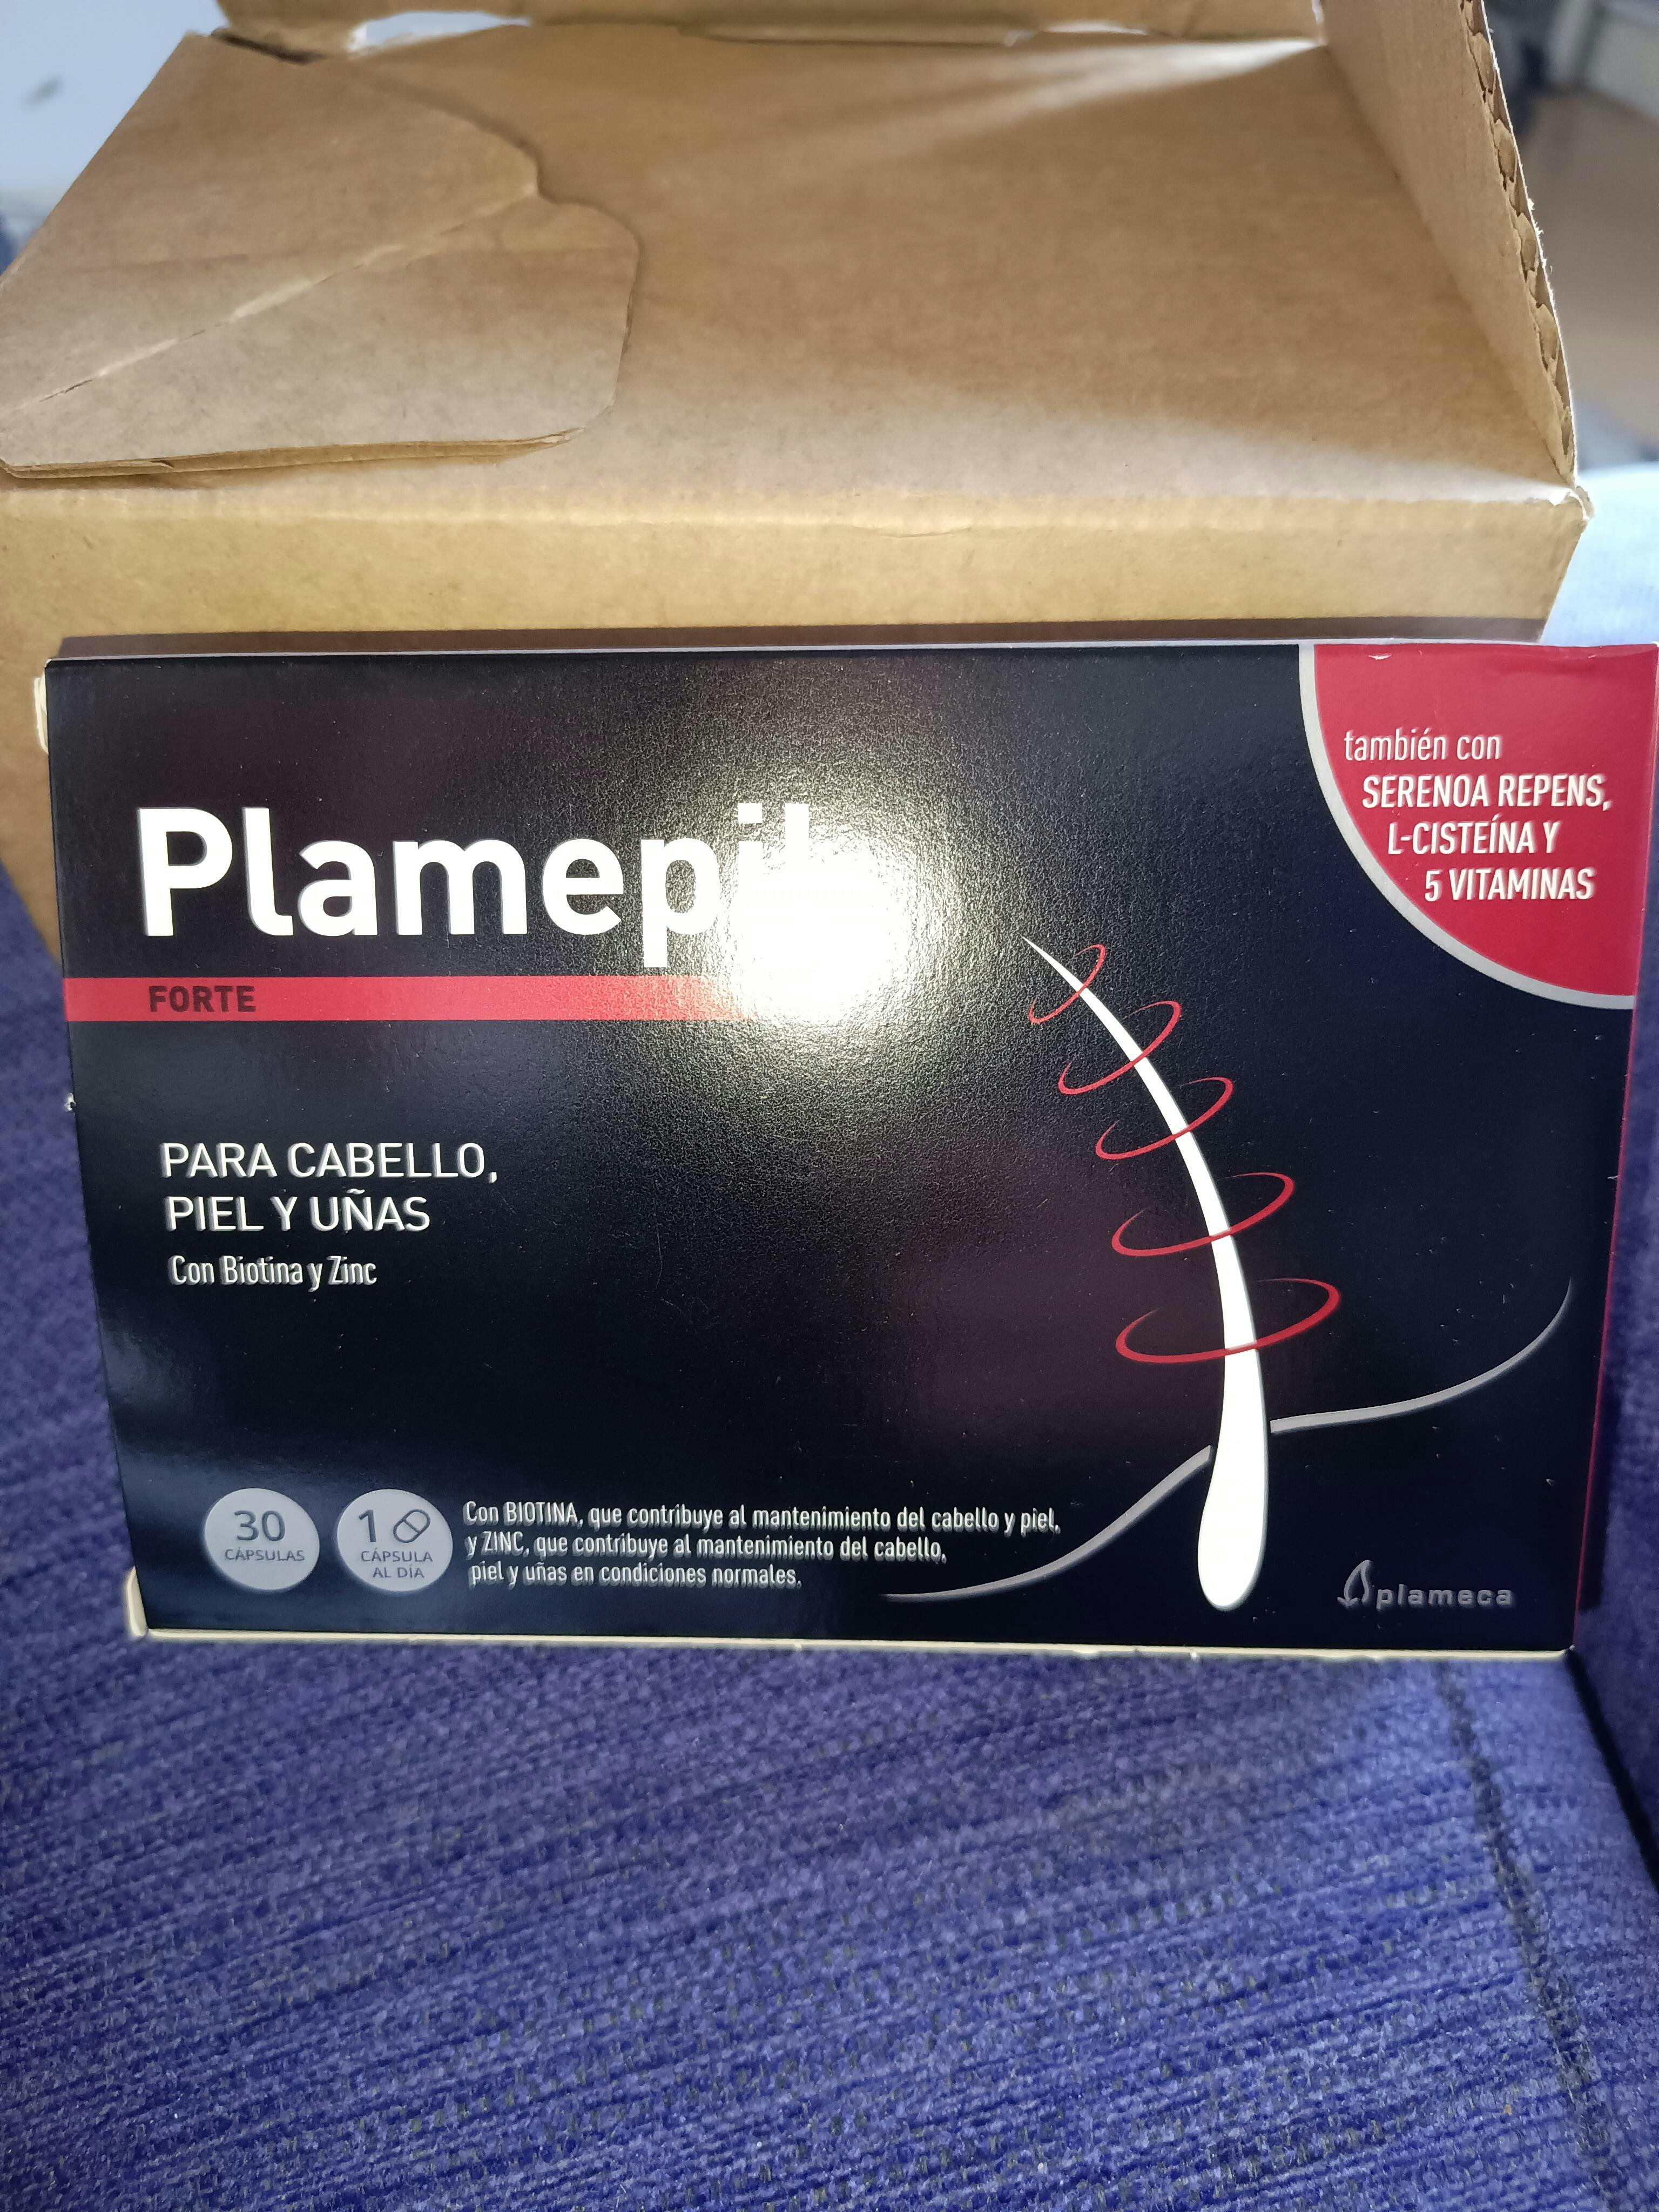 también con
SERENOA REPENS,
L-CISTEÍNA Y
5 VITAMINAS
FORTE
PARA CABELLO,
PIEL Y UÑAS
Con Biotina y Zinc
30
CÁPSULAS
1
CÁPSULA
AL DÍA
Con BIOTINA, que contribuye al mantenimiento del cabello y piel,
y ZINC, que contribuye al mantenimiento del cabello,
piel y uñas en condiciones normales.
plameca